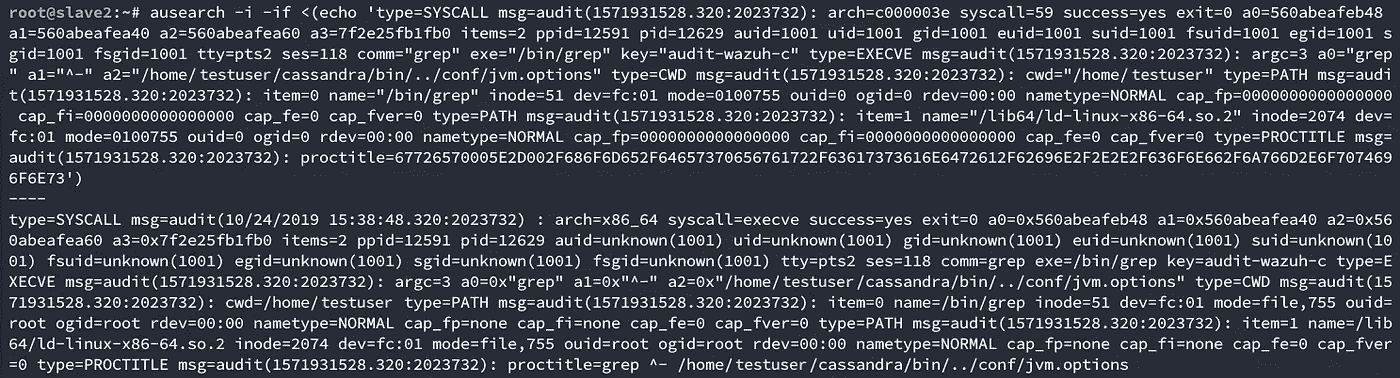 root@slave2:~# ausearch -i -if <(echo 'type=SYSCALL msg=audit(1571931528.320:2023732): arch=c000003e syscall=59 success=yes exit=0 a0=560abeafeb48
a1=560abeafea40 a2=560abeafea60 a3=7f2e25fb1fb0 items=2 ppid=12591 pid=12629 auid=1001 uid=1001 gid=1001 euid=1001 suid=1001 fsuid=1001 egid=1001 s
gid=1001 fsgid=1001 tty=pts2 ses=118 comm="grep" exe="/bin/grep" key="audit-wazuh-c" type=EXECVE msg=audit(1571931528.320:2023732): argc=3 a0="grep
" a1="^-" a2="/home/testuser/cassandra/bin/../conf/jvm.options" type=CWD msg=audit(1571931528.320:2023732): cwd="/home/testuser" type=PATH msg=audi
t(1571931528.320:2023732): item=0 name="/bin/grep" inode=51 dev=fc:01 mode=0100755 ouid=0 ogid=0 rdev=00:00 nametype=NORMAL cap_fp=0000000000000000
cap_fi=0000000000000000 cap_fe=0 cap_fver=0 type=PATH msg=audit(1571931528.320:2023732): item=1 name="/lib64/ld-linux-x86-64.so.2" inode=2074 dev=
fc:01 mode=0100755 ouid=0 ogid=0 rdev=00:00 nametype=NORMAL cap_fp=0000000000000000 cap_fi=0000000000000000 cap_fe=0 cap_fver=0 type=PROCTITLE msg=
audit(1571931528.320:2023732): proctitle=67726570005E2D002F686F6D652F64657370656761722F63617373616E6472612F62696E2F2E2E2F636F6E662F6A766D2E6F707469
6F6E73')
----
type=SYSCALL msg=audit(10/24/2019 15:38:48.320:2023732) : arch=x86_64 syscall=execve success=yes exit=0 a0=0x560abeafeb48 a1=0x560abeafea40 a2=0x56
0abeafea60 a3=0x7f2e25fb1fb0 items=2 ppid=12591 pid=12629 auid=unknown(1001) uid=unknown(1001) gid=unknown(1001) euid=unknown(1001) suid=unknown(10
01) fsuid=unknown(1001) egid=unknown(1001) sgid=unknown(1001) fsgid=unknown(1001) tty=pts2 ses=118 comm=grep exe=/bin/grep key=audit-wazuh-c type=E
XECVE msg=audit(1571931528.320:2023732): argc=3 a0=0x"grep" a1=0x"^-" a2=0x"/home/testuser/cassandra/bin/../conf/jvm.options" type=CWD msg=audit(15
71931528.320:2023732): cwd=/home/testuser type=PATH msg=audit(1571931528.320:2023732): item=0 name=/bin/grep inode=51 dev=fc:01 mode=file,755 ouid=
root ogid=root rdev=00:00 nametype=NORMAL cap_fp=none cap_fi=none cap_fe=0 cap_fver=0 type=PATH msg=audit(1571931528.320:2023732): item=1 name=/lib
64/ld-linux-x86-64.so.2 inode=2074 dev=fc:01 mode=file,755 ouid=root ogid=root rdev=00:00 nametype=NORMAL cap_fp=none cap_fi=none cap_fe=0 cap_fver
=0 type=PROCTITLE msg=audit(1571931528.320:2023732): proctitle=grep ^- /home/testuser/cassandra/bin/../conf/jvm.options